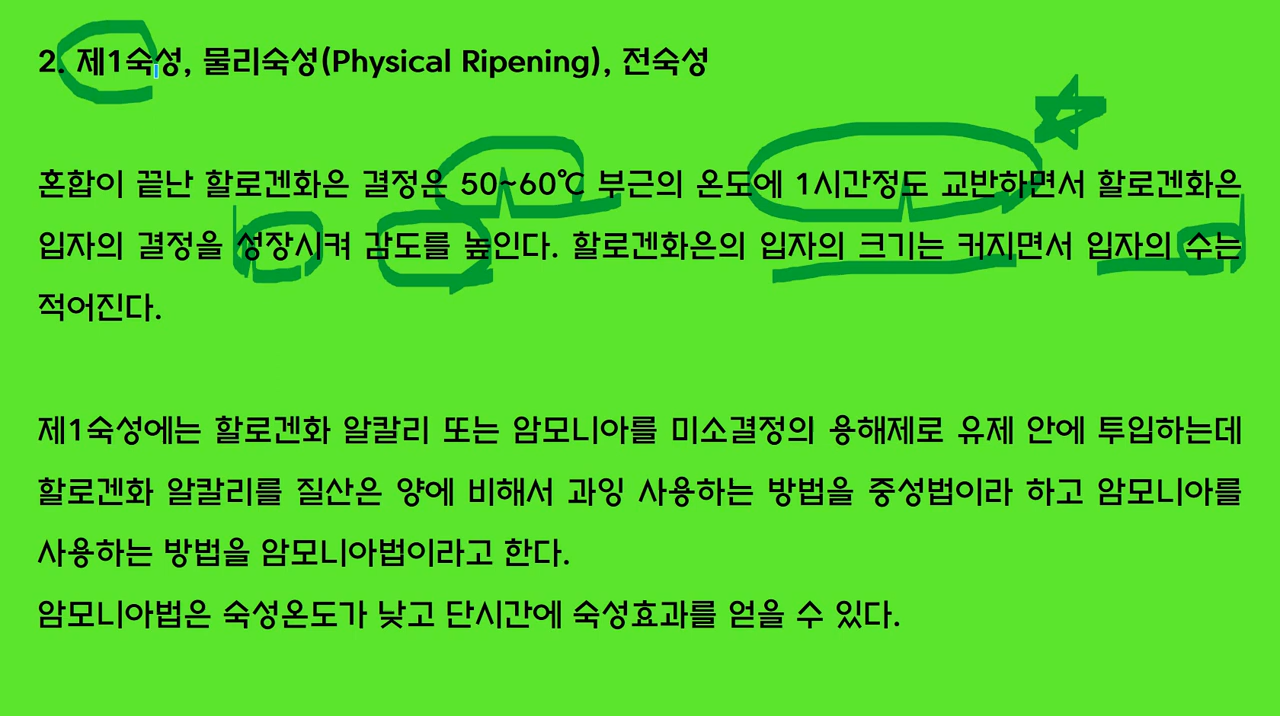 2. 제1숙성, 물리숙성(Physical Ripening), 전숙성
혼합이 끝난 할로겐화은 결정은 50~60℃ 부근의 온도에 1시간정도 교반하면서 할로겐화은
입자의 결정을 성장시켜 감도를 높인다. 할로겐화은의 입자의 크기는 커지면서 입자의 수는
적어진다.
제1숙성에는 할로겐화 알칼리 또는 암모니아를 미소결정의 용해제로 유제 안에 투입하는데
할로겐화 알칼리를 질산은 양에 비해서 과잉 사용하는 방법을 중성법이라 하고 암모니아를
사용하는 방법을 암모니아법이라고 한다.
암모니아법은 숙성온도가 낮고 단시간에 숙성효과를 얻을 수 있다.